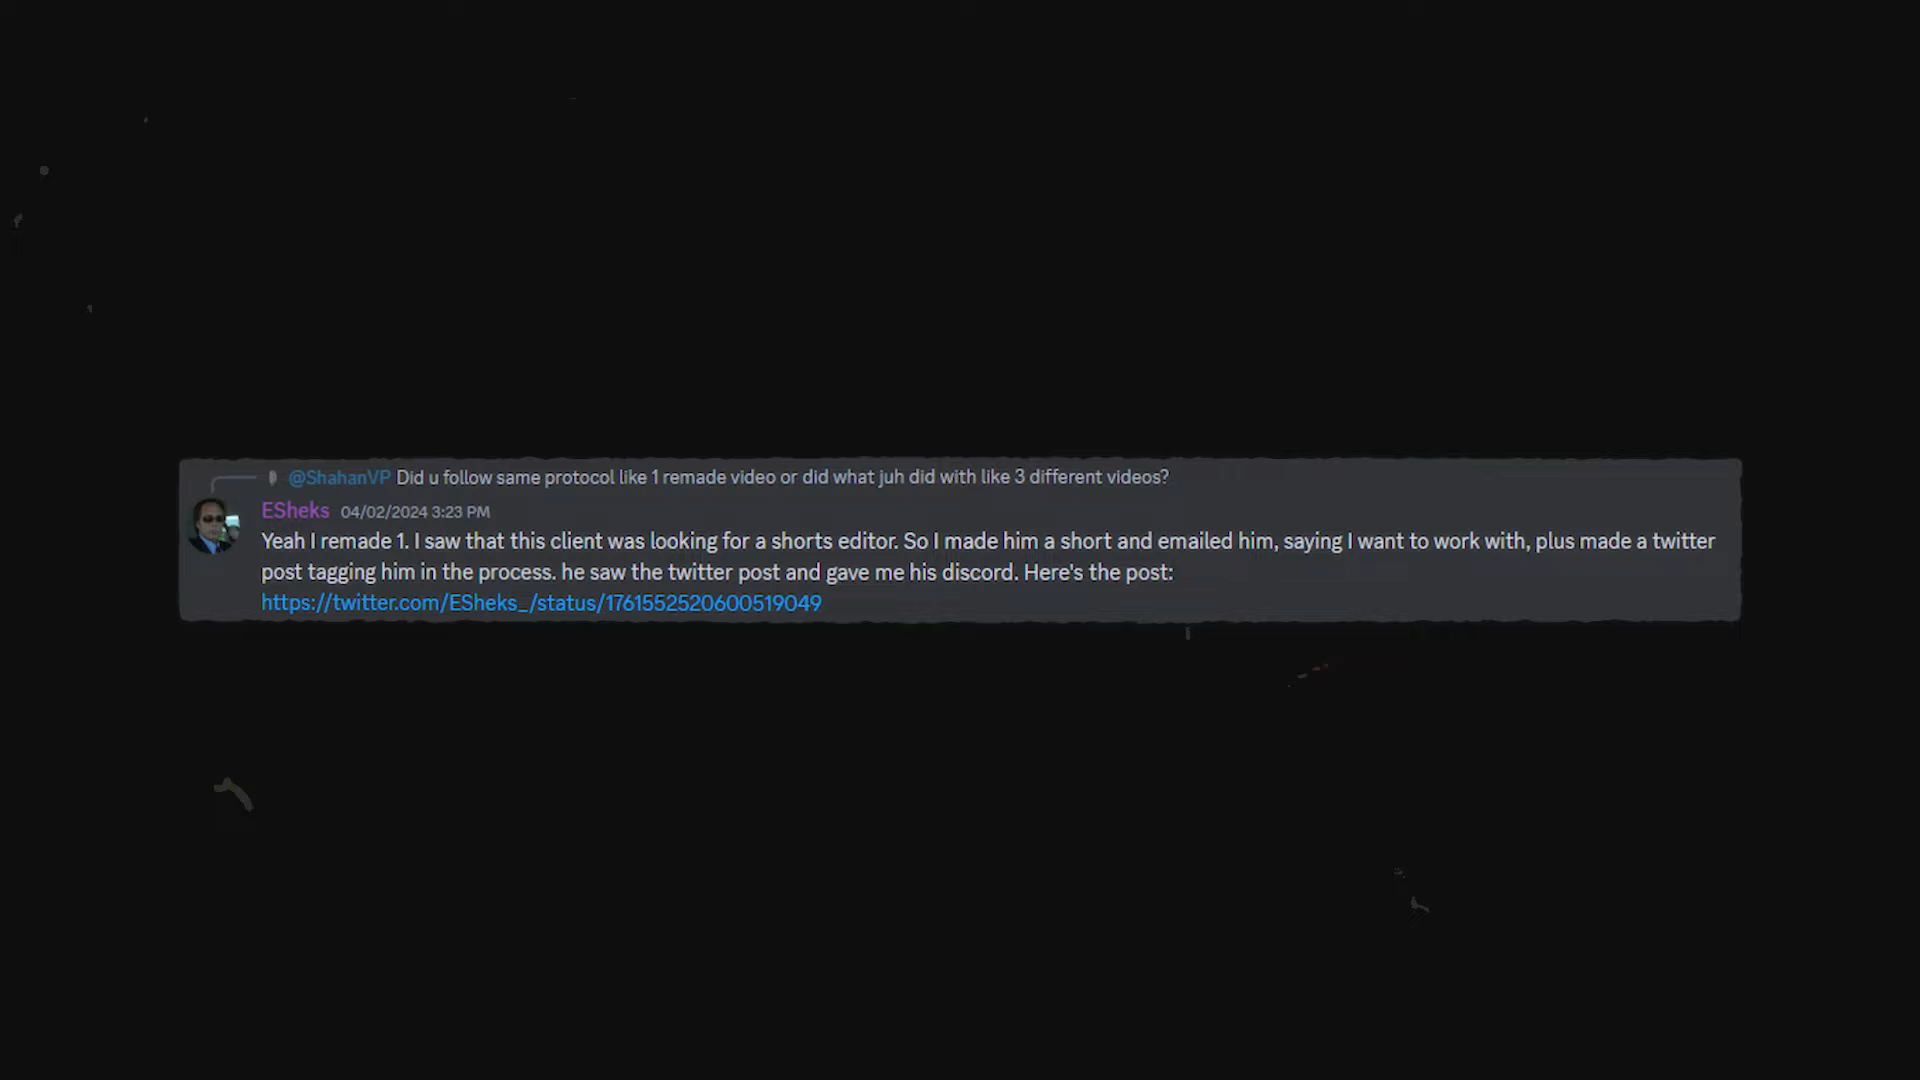 @ShahanVP Did u follow same protocol like 1 remade video or did what juh did with like 3 different videos?
ESheks 04/02/2024 3:23 PM
Yeah I remade 1. I saw that this client was looking for a shorts editor. So I made him a short and emailed him, saying I want to work with, plus made a twitter
post tagging him in the process. he saw the twitter post and gave me his discord. Here's the post:
https://twitter.com/ESheks_/status/1761552520600519049